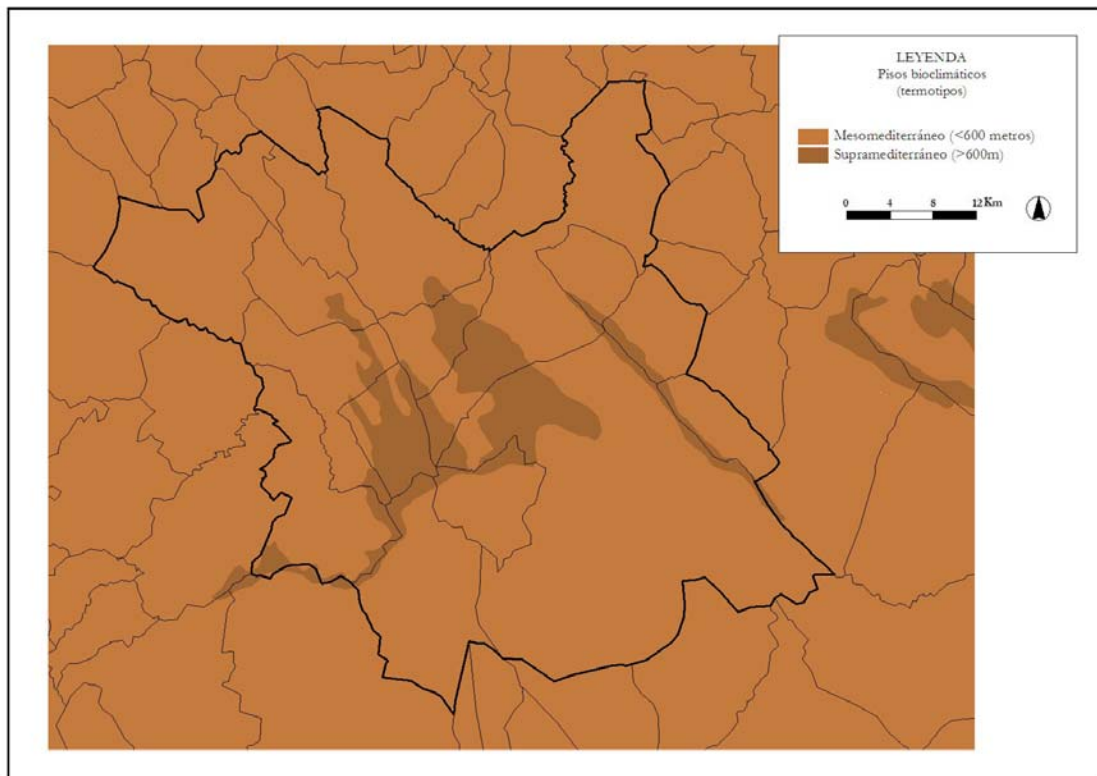 LEYENDA
Pisos bioclimáticos
(termotipos)
Mesomediterráneo (<600 metros)
Supramediterráneo (>600m)
0 4 8 12 Km